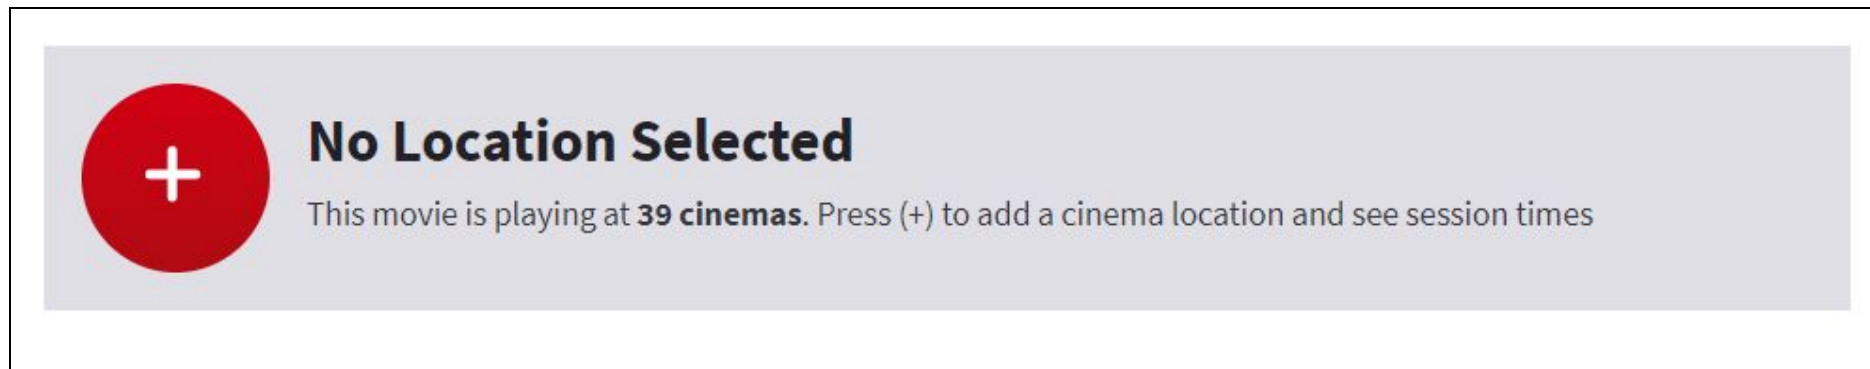 No Location Selected
This movie is playing at 39 cinemas. Press (+) to add a cinema location and see session times